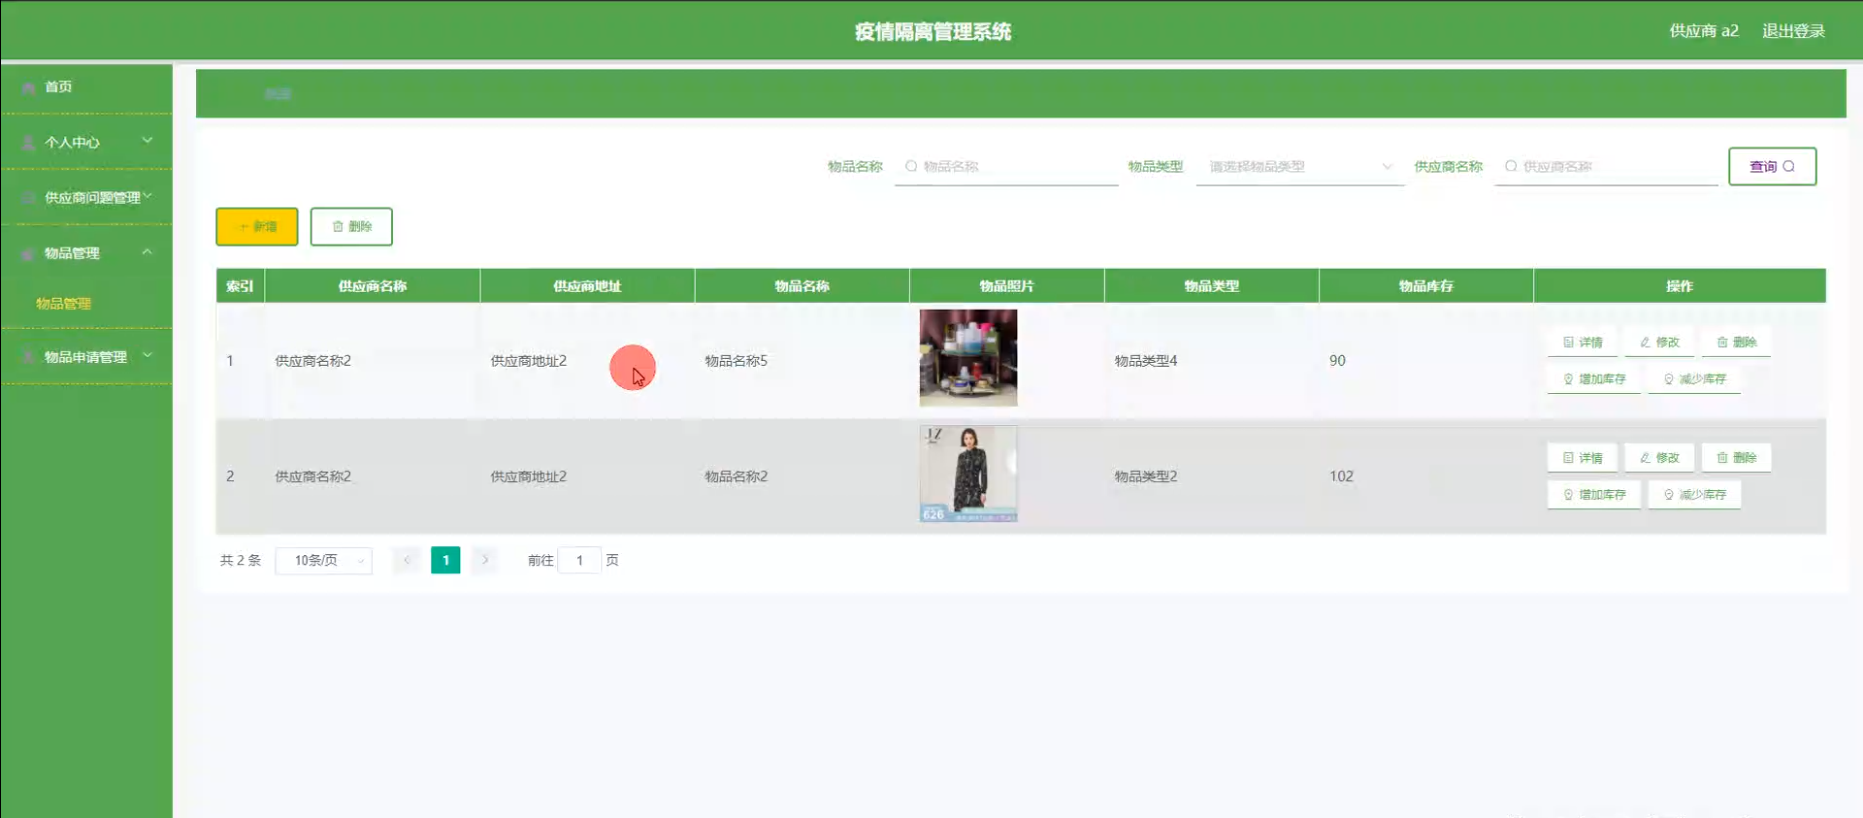 疫情隔离管理系统
供应商 a2 退出登录
首页
个人中心
供应商问题管理
物品管理
物品管理
物品申请管理
物品名称 物品名称 物品类型 请选择物品类型 供应商名称 供应商名称 查询
+ 新增 删除
索引 供应商名称 供应商地址 物品名称 物品照片 物品类型 物品库存 操作
1 供应商名称2 供应商地址2 物品名称5 物品类型4 90 详情 修改 删除
增加库存 减少库存
JZ
626
2 供应商名称2 供应商地址2 物品名称2 物品类型2 102 详情 修改 删除
增加库存 减少库存
共 2 条 10条/页 < 1 > 前往 1 页